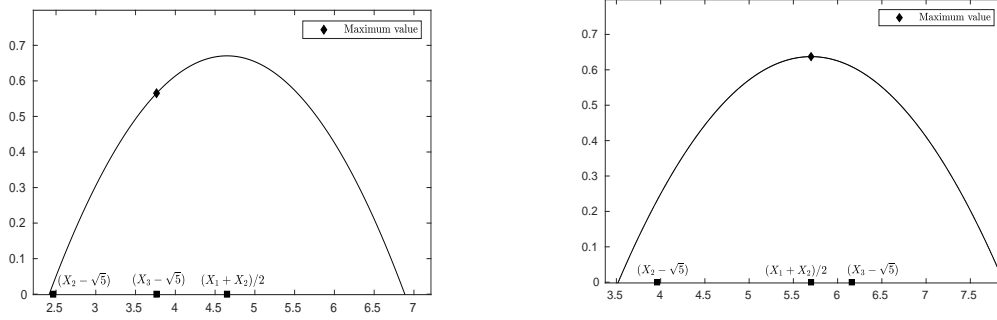 Maximum value
0.7
0.6
0.5
0.4
0.3
0.2
0.1
0
(X₂ − √5) (X₃ − √5) (X₁ + X₂)/2
2.5 3 3.5 4 4.5 5 5.5 6 6.5 7
Maximum value
0.7
0.6
0.5
0.4
0.3
0.2
0.1
0
(X₂ − √5) (X₁ + X₂)/2 (X₃ − √5)
3.5 4 4.5 5 5.5 6 6.5 7 7.5